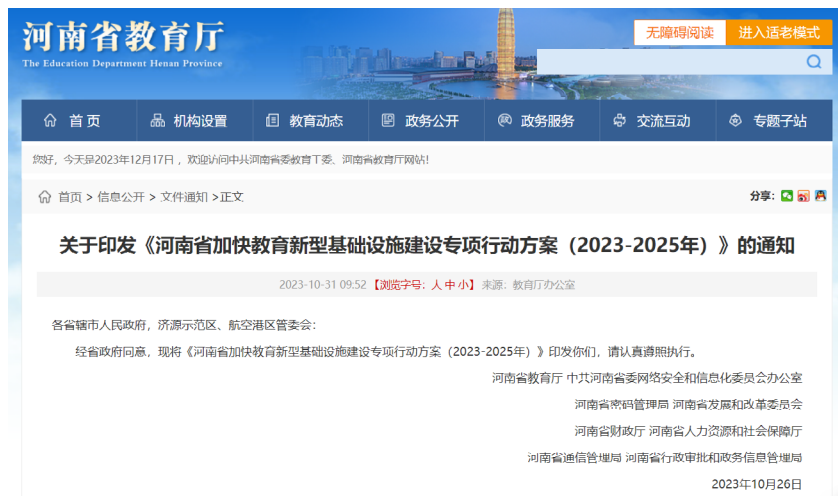 河南省教育厅
The Education Department Henan Province
无障碍阅读 进入适老模式
首 页 机构设置 教育动态 政务公开 政务服务 交流互动 专题子站
您好，今天是2023年12月17日 ，欢迎访问中共河南省委教育工委、河南省教育厅网站！
首页 > 信息公开 > 文件通知 >正文
分享：
关于印发《河南省加快教育新型基础设施建设专项行动方案（2023-2025年）》的通知
2023-10-31 09:52 【浏览字号：人 中 小】 来源：教育厅办公室
各省辖市人民政府，济源示范区、航空港区管委会：
经省政府同意，现将《河南省加快教育新型基础设施建设专项行动方案（2023-2025年）》印发你们，请认真遵照执行。
河南省教育厅 中共河南省委网络安全和信息化委员会办公室
河南省密码管理局 河南省发展和改革委员会
河南省财政厅 河南省人力资源和社会保障厅
河南省通信管理局 河南省行政审批和政务信息管理局
2023年10月26日